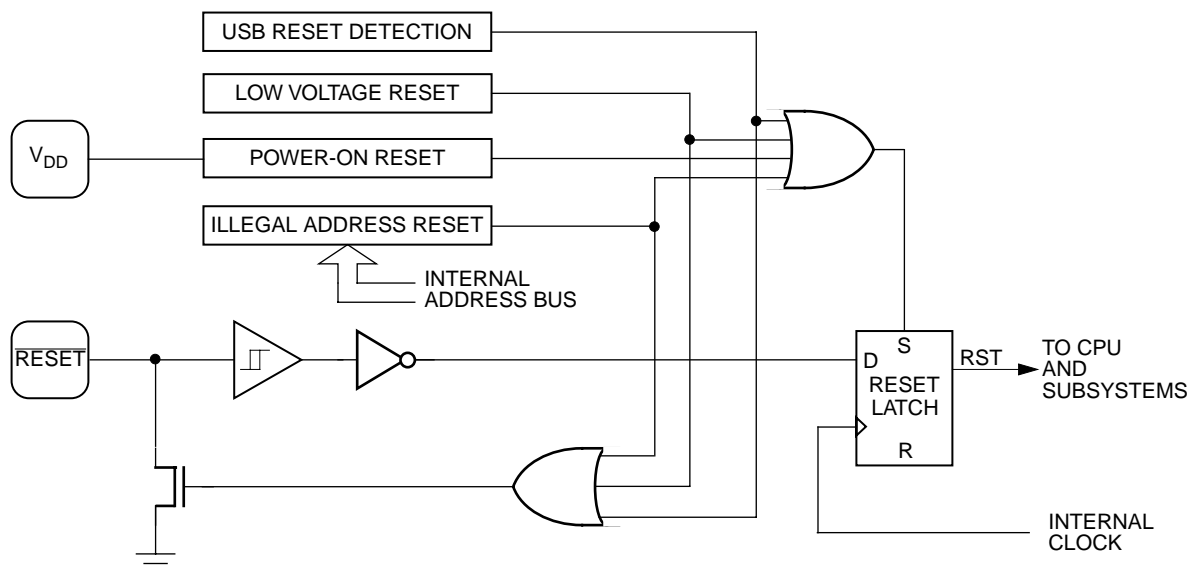 USB RESET DETECTION
LOW VOLTAGE RESET
VDD
POWER-ON RESET
ILLEGAL ADDRESS RESET
INTERNAL
ADDRESS BUS
RESET
D
S
RESET
LATCH
R
RST
TO CPU
AND
SUBSYSTEMS
INTERNAL
CLOCK